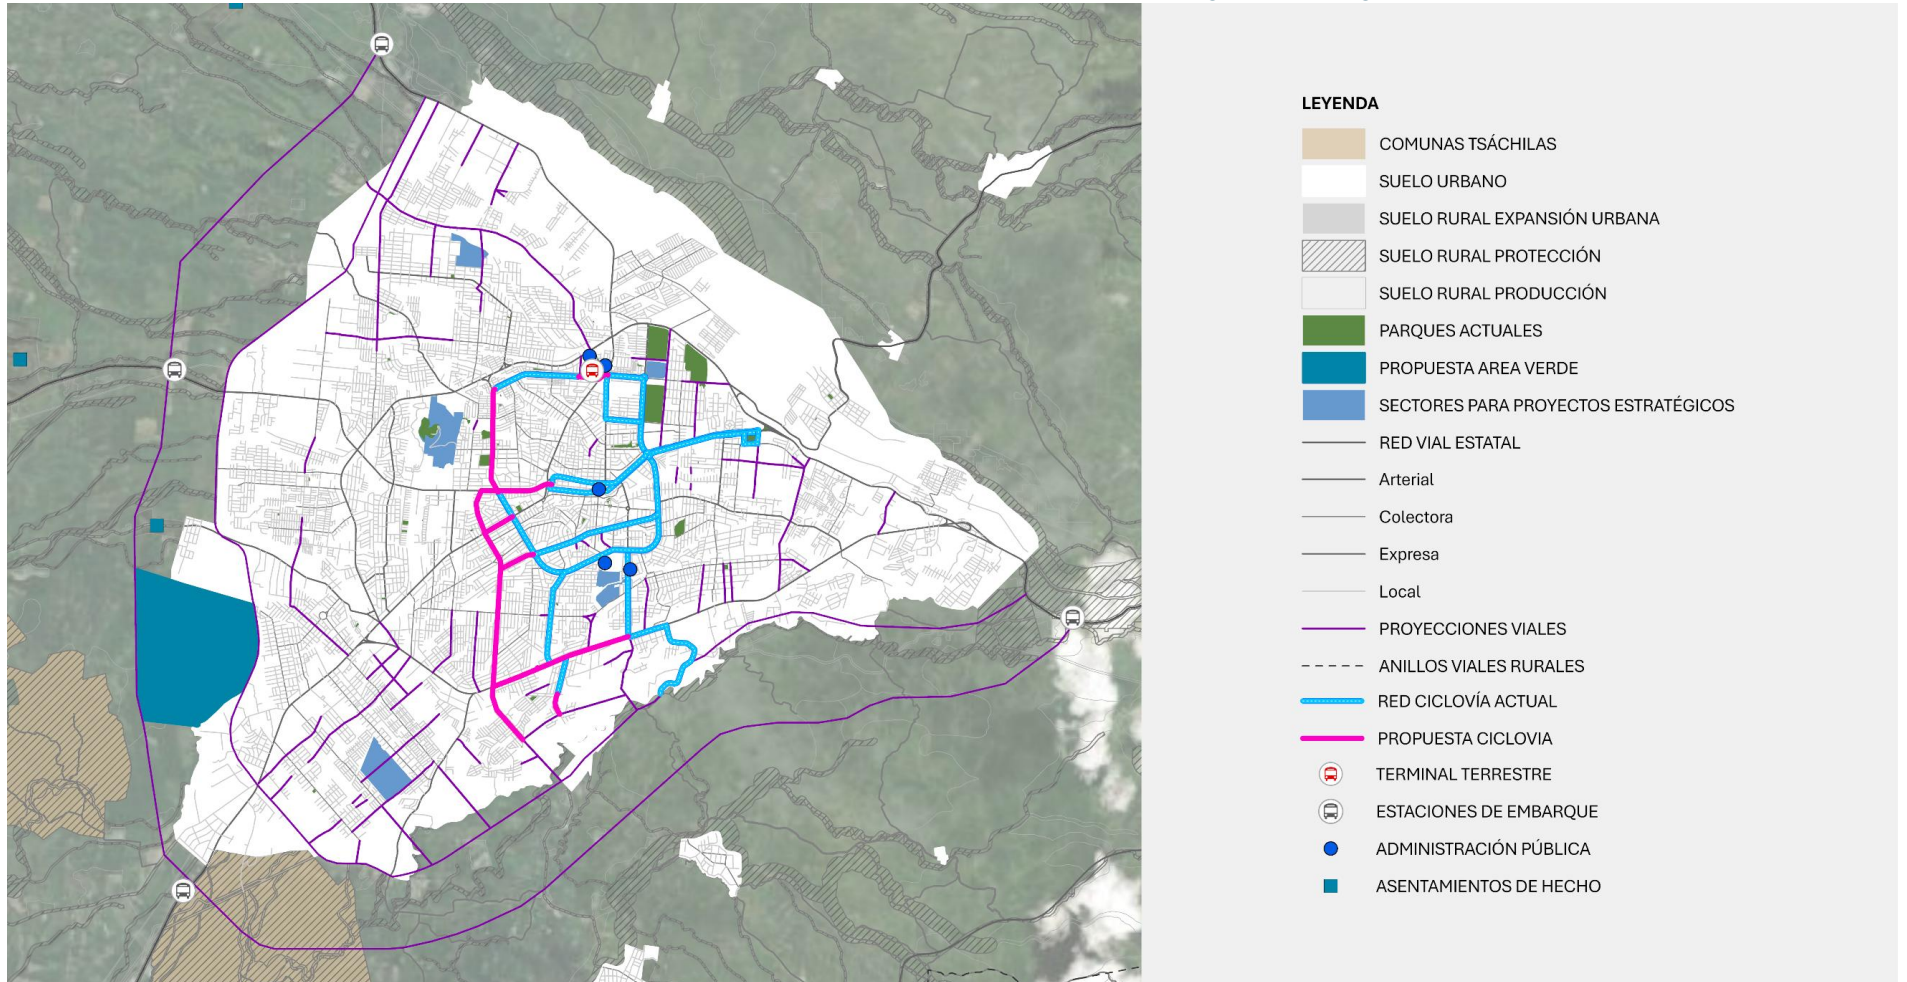 LEYENDA
COMUNAS TSÁCHILAS
SUELO URBANO
SUELO RURAL EXPANSIÓN URBANA
SUELO RURAL PROTECCIÓN
SUELO RURAL PRODUCCIÓN
PARQUES ACTUALES
PROPUESTA AREA VERDE
SECTORES PARA PROYECTOS ESTRATÉGICOS
RED VIAL ESTATAL
Arterial
Colectora
Expresa
Local
PROYECCIONES VIALES
ANILLOS VIALES RURALES
RED CICLOVÍA ACTUAL
PROPUESTA CICLOVIA
TERMINAL TERRESTRE
ESTACIONES DE EMBARQUE
ADMINISTRACIÓN PÚBLICA
ASENTAMIENTOS DE HECHO